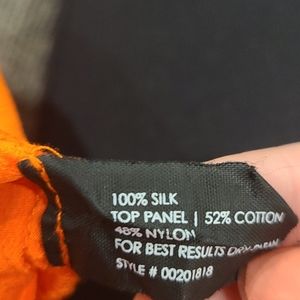 100% SILK
TOP PANEL | 52% COTTON
48% NYLON
FOR BEST RESULTS DRY CLEAN
STYLE # 00201818